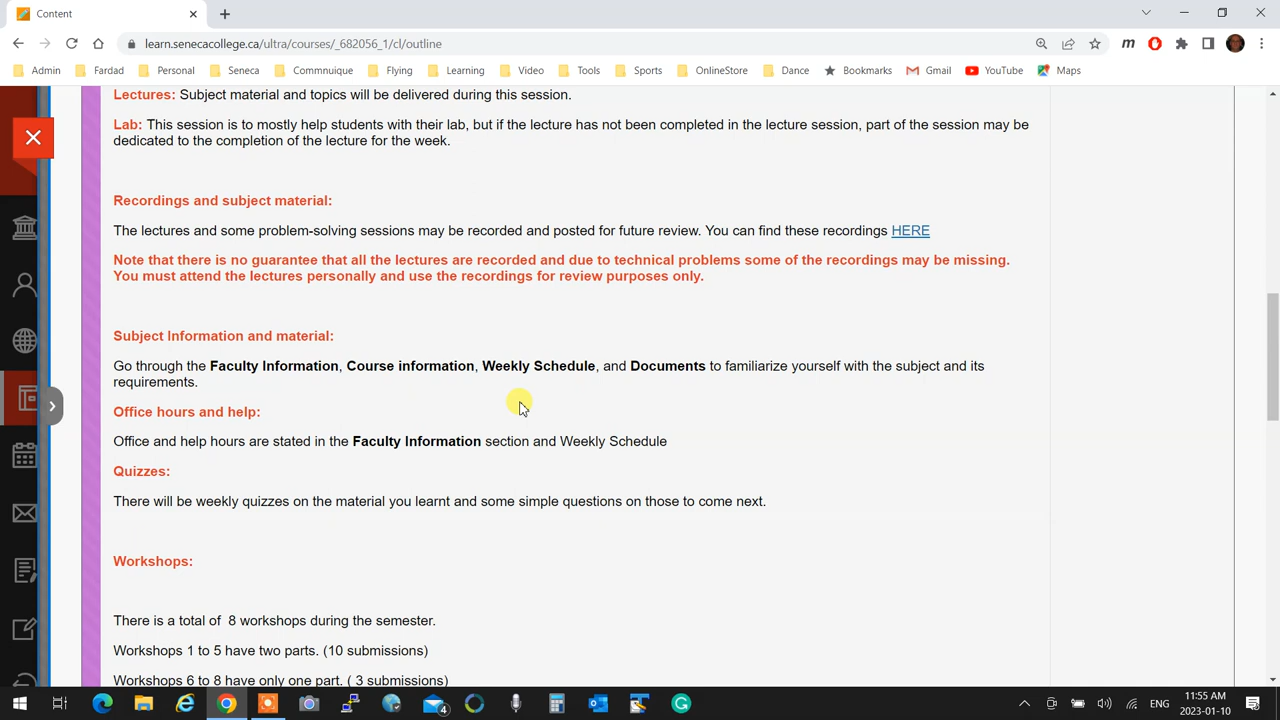 Content
learn.senecacollege.ca/ultra/courses/_682056_1/cl/outline
Admin Fardad Personal Seneca Commnuique Flying Learning Video Tools Sports OnlineStore Dance Bookmarks Gmail YouTube Maps
Lectures: Subject material and topics will be delivered during this session.
Lab: This session is to mostly help students with their lab, but if the lecture has not been completed in the lecture session, part of the session may be
dedicated to the completion of the lecture for the week.
Recordings and subject material:
The lectures and some problem-solving sessions may be recorded and posted for future review. You can find these recordings HERE
Note that there is no guarantee that all the lectures are recorded and due to technical problems some of the recordings may be missing.
You must attend the lectures personally and use the recordings for review purposes only.
Subject Information and material:
Go through the Faculty Information, Course information, Weekly Schedule, and Documents to familiarize yourself with the subject and its
requirements.
Office hours and help:
Office and help hours are stated in the Faculty Information section and Weekly Schedule
Quizzes:
There will be weekly quizzes on the material you learnt and some simple questions on those to come next.
Workshops:
There is a total of 8 workshops during the semester.
Workshops 1 to 5 have two parts. (10 submissions)
Workshops 6 to 8 have only one part. ( 3 submissions)
4
ENG
11:55 AM
2023-01-10